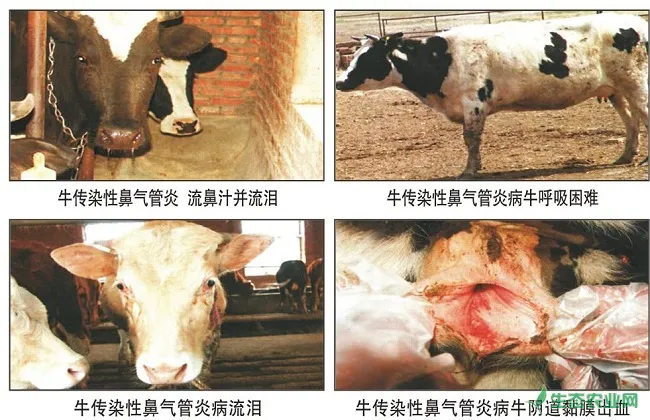 牛传染性鼻气管炎 流鼻汁并流泪
牛传染性鼻气管炎病牛呼吸困难
牛传染性鼻气管炎病流泪
牛传染性鼻气管炎病牛阴道黏膜出血
生态农业网